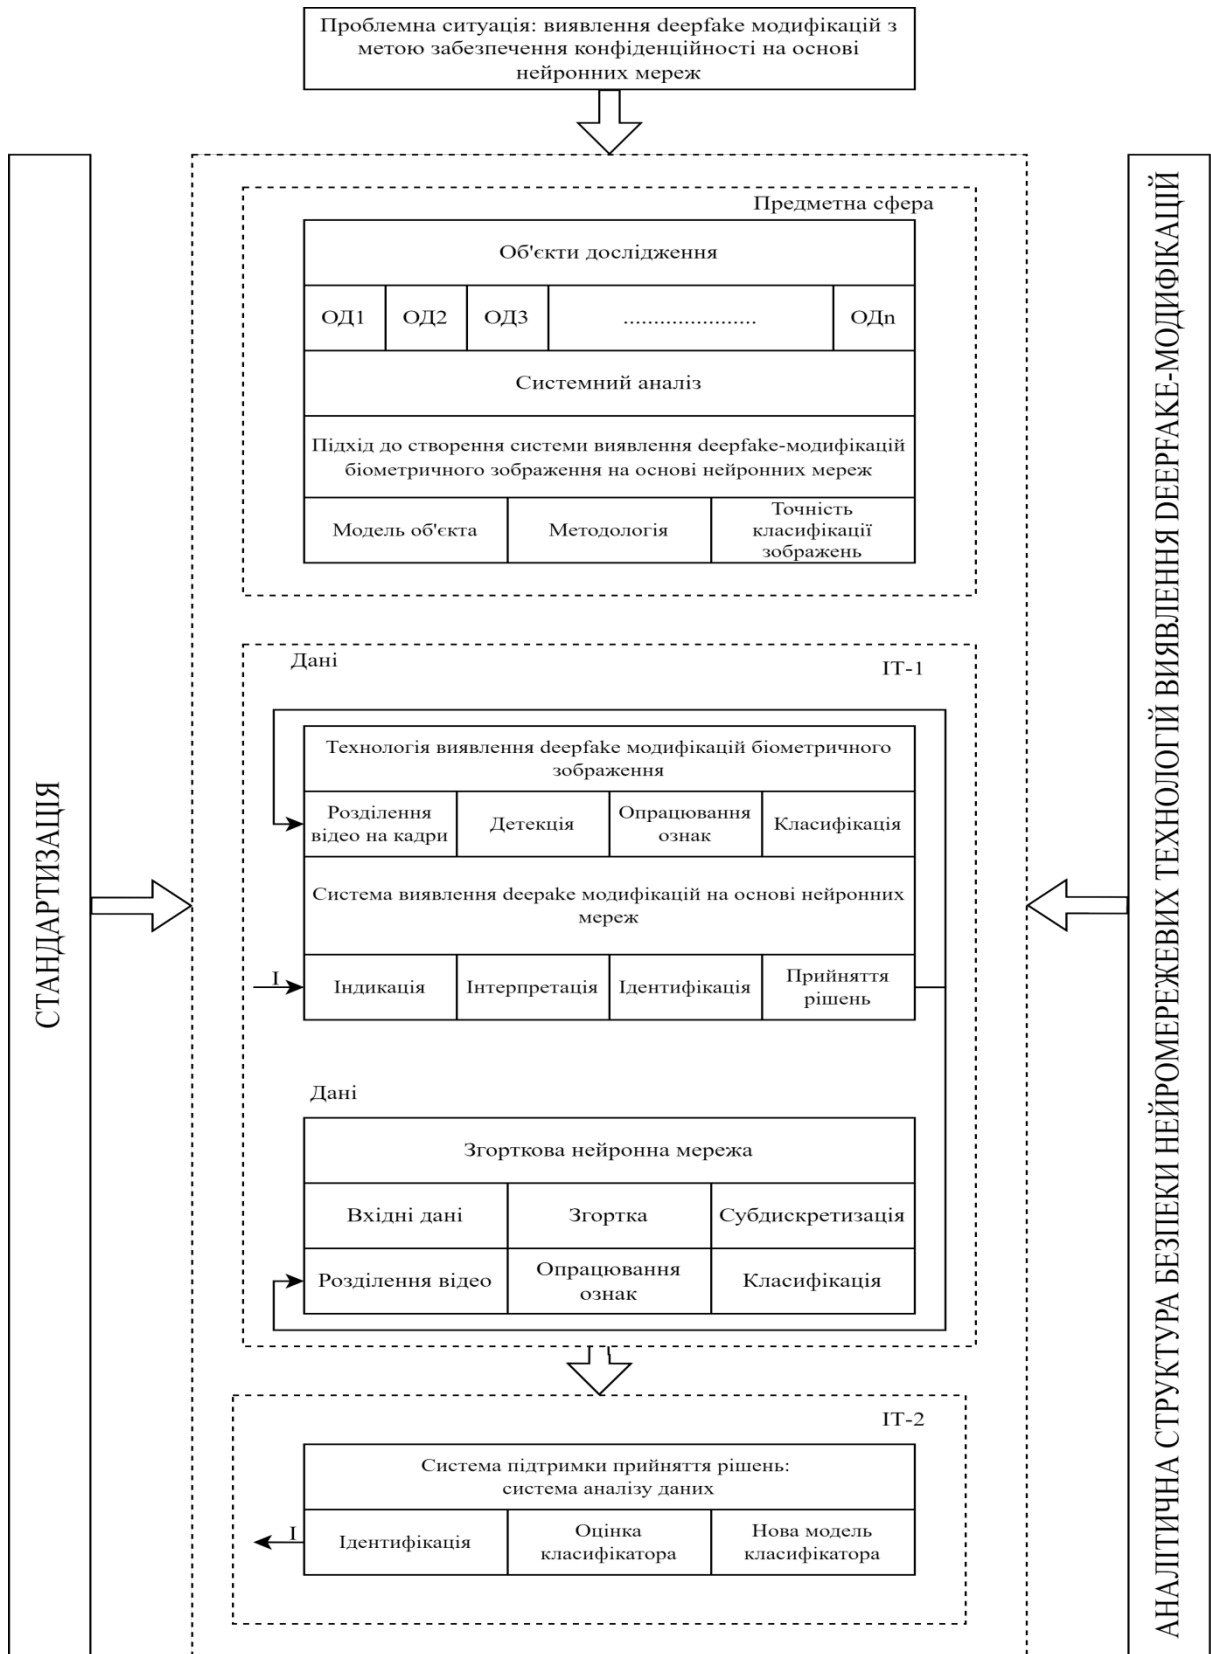 Проблемна ситуація: виявлення deepfake модифікацій з
метою забезпечення конфіденційності на основі
нейронних мереж
СТАНДАРТИЗАЦІЯ
АНАЛІТИЧНА СТРУКТУРА БЕЗПЕКИ НЕЙРОМЕРЕЖЕВИХ ТЕХНОЛОГІЙ ВИЯВЛЕННЯ DEEPFAKE-МОДИФІКАЦІЙ
Предметна сфера
Об'єкти дослідження
ОД1 ОД2 ОД3 ...................... ОДn
Системний аналіз
Підхід до створення системи виявлення deepfake-модифікацій
біометричного зображення на основі нейронних мереж
Модель об'єкта
Методологія
Точність
класифікації
зображень
Дані
ІТ-1
Технологія виявлення deepfake модифікацій біометричного
зображення
Розділення
відео на кадри
Детекція
Опрацювання
ознак
Класифікація
Система виявлення deepake модифікацій на основі нейронних
мереж
І
Індикація
Інтерпретація
Ідентифікація
Прийняття
рішень
Дані
Згорткова нейронна мережа
Вхідні дані
Згортка
Субдискретизація
Розділення відео
Опрацювання
ознак
Класифікація
ІТ-2
Система підтримки прийняття рішень:
система аналізу даних
І
Ідентифікація
Оцінка
класифікатора
Нова модель
класифікатора